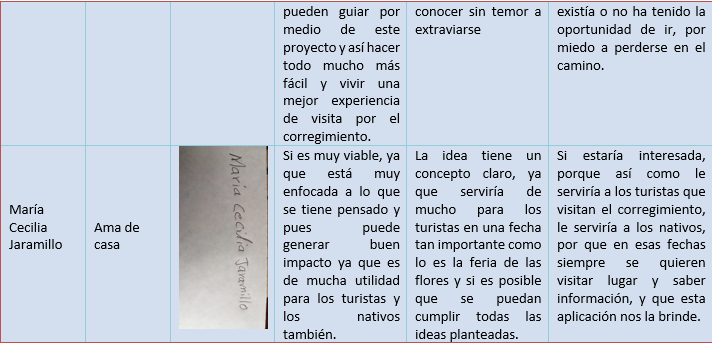 pueden guiar por
medio de este
proyecto y así hacer
todo mucho más
fácil y vivir una
mejor experiencia
de visita por el
corregimiento.
conocer sin temor a
extraviarse
existía o no ha tenido la
oportunidad de ir, por
miedo a perderse en el
camino.
María
Cecilia
Jaramillo
Ama de
casa
Maria Cecilia Jaramillo
Si es muy viable, ya
que está muy
enfocada a lo que
se tiene pensado y
pues puede
generar buen
impacto ya que es
de mucha utilidad
para los turistas y
los nativos
también.
La idea tiene un
concepto claro, ya
que serviría de
mucho para los
turistas en una fecha
tan importante como
lo es la feria de las
flores y si es posible
que se puedan
cumplir todas las
ideas planteadas.
Si estaría interesada,
porque así como le
serviría a los turistas que
visitan el corregimiento,
le serviría a los nativos,
por que en esas fechas
siempre se quieren
visitar lugar y saber
información, y que esta
aplicación nos la brinde.